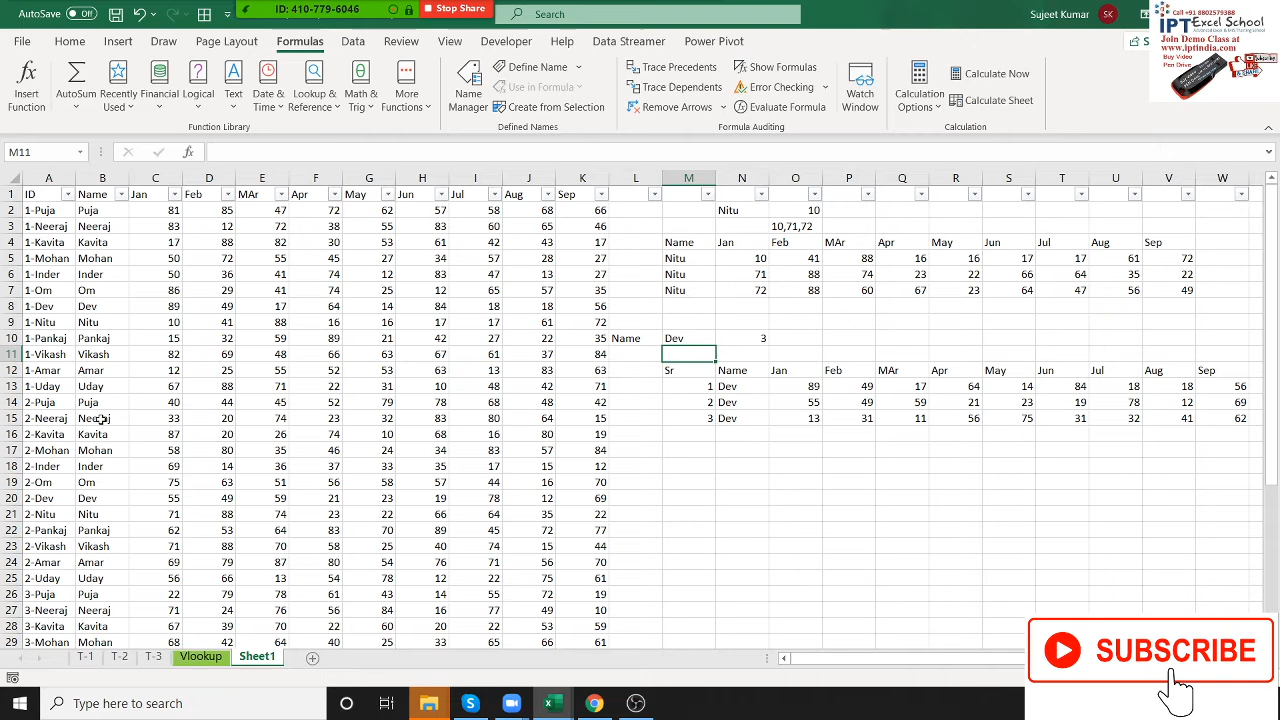 AutoSave Off ID: 410-779-6046 Stop Share Search Sujeet Kumar SK
File Home Insert Draw Page Layout Formulas Data Review Developer Help Data Streamer Power Pivot
Insert Function AutoSum Recently Used Financial Logical Text Date & Time Lookup & Reference Math & Trig More Functions
Function Library
Name Manager Define Name Use in Formula Create from Selection
Defined Names
Trace Precedents Trace Dependents Remove Arrows Show Formulas Error Checking Evaluate Formula Watch Window
Formula Auditing
Calculation Options Calculate Now Calculate Sheet
Calculation
Call +91 8802579388
IPT Excel School
Join Demo Class at
www.iptindia.com
Buy Video
Pen Drive
M11 fx
A B C D E F G H I J K L M N O P Q R S T U V W
1 ID Name Jan Feb MAr Apr May Jun Jul Aug Sep
2 1-Puja Puja 81 85 47 72 62 57 58 68 66 Nitu 10
3 1-Neeraj Neeraj 83 12 72 38 55 83 60 65 46 10,71,72
4 1-Kavita Kavita 17 88 82 30 53 61 42 43 17 Name Jan Feb MAr Apr May Jun Jul Aug Sep
5 1-Mohan Mohan 50 72 55 45 27 34 57 28 27 Nitu 10 41 88 16 16 17 17 61 72
6 1-Inder Inder 50 36 41 74 12 83 47 13 27 Nitu 71 88 74 23 22 66 64 35 22
7 1-Om Om 86 29 41 74 25 12 65 57 37 Nitu 72 88 60 67 23 64 47 56 49
8 1-Dev Dev 89 49 17 64 14 84 18 18 56
9 1-Nitu Nitu 10 41 88 16 16 17 17 61 72
10 1-Pankaj Pankaj 15 32 59 89 21 42 27 22 35 Name Dev 3
11 1-Vikash Vikash 82 69 48 66 63 67 61 37 84
12 1-Amar Amar 12 25 22 55 52 63 13 83 63 Sr Name Jan Feb MAr Apr May Jun Jul Aug Sep
13 1-Uday Uday 67 88 71 22 31 10 48 42 71 1 Dev 89 49 17 64 14 84 18 18 56
14 2-Puja Puja 40 44 45 52 79 78 68 48 42 2 Dev 55 49 59 21 23 19 78 12 69
15 2-Neeraj Neeraj 33 20 74 23 32 83 80 64 15 3 Dev 13 31 11 56 75 31 32 41 62
16 2-Kavita Kavita 87 20 26 74 10 68 16 80 19
17 2-Mohan Mohan 58 80 35 46 24 34 83 57 84
18 2-Inder Inder 69 14 36 37 33 35 17 15 12
19 2-Om Om 75 63 51 56 58 57 44 16 70
20 2-Dev Dev 55 49 59 21 23 19 78 12 69
21 2-Nitu Nitu 71 88 74 23 22 66 64 35 22
22 2-Pankaj Pankaj 62 53 64 83 70 89 45 72 77
23 2-Vikash Vikash 71 88 70 58 25 40 74 15 44
24 2-Amar Amar 69 79 87 80 54 76 71 56 70
25 2-Uday Uday 56 66 13 54 78 12 55 75 61
26 3-Puja Puja 22 79 78 61 43 14 55 72 19
27 3-Neeraj Neeraj 71 24 76 56 84 16 77 49 10
28 3-Kavita Kavita 67 39 70 22 60 20 22 53 59
29 3-Mohan Mohan 68 42 64 40 25 65 65 66 61
T-1 T-2 T-3 Vlookup Sheet1
SUBSCRIBE
Type here to search